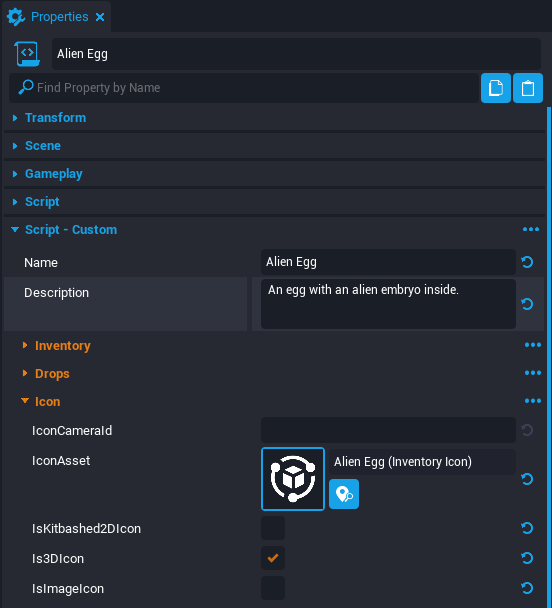 Properties
Alien Egg
Find Property by Name
Transform
Scene
Gameplay
Script
Script - Custom
Name
Alien Egg
Description
An egg with an alien embryo inside.
Inventory
Drops
Icon
IconCameraId
IconAsset
Alien Egg (Inventory Icon)
IsKitbashed2DIcon
Is3DIcon
IsImageIcon